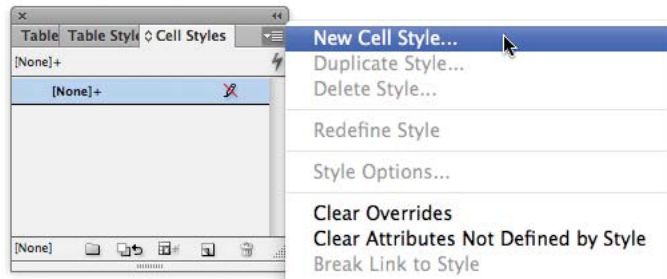 Table Table Style Cell Styles
[None]+
[None]+
[None]
New Cell Style...
Duplicate Style...
Delete Style...
Redefine Style
Style Options...
Clear Overrides
Clear Attributes Not Defined by Style
Break Link to Style